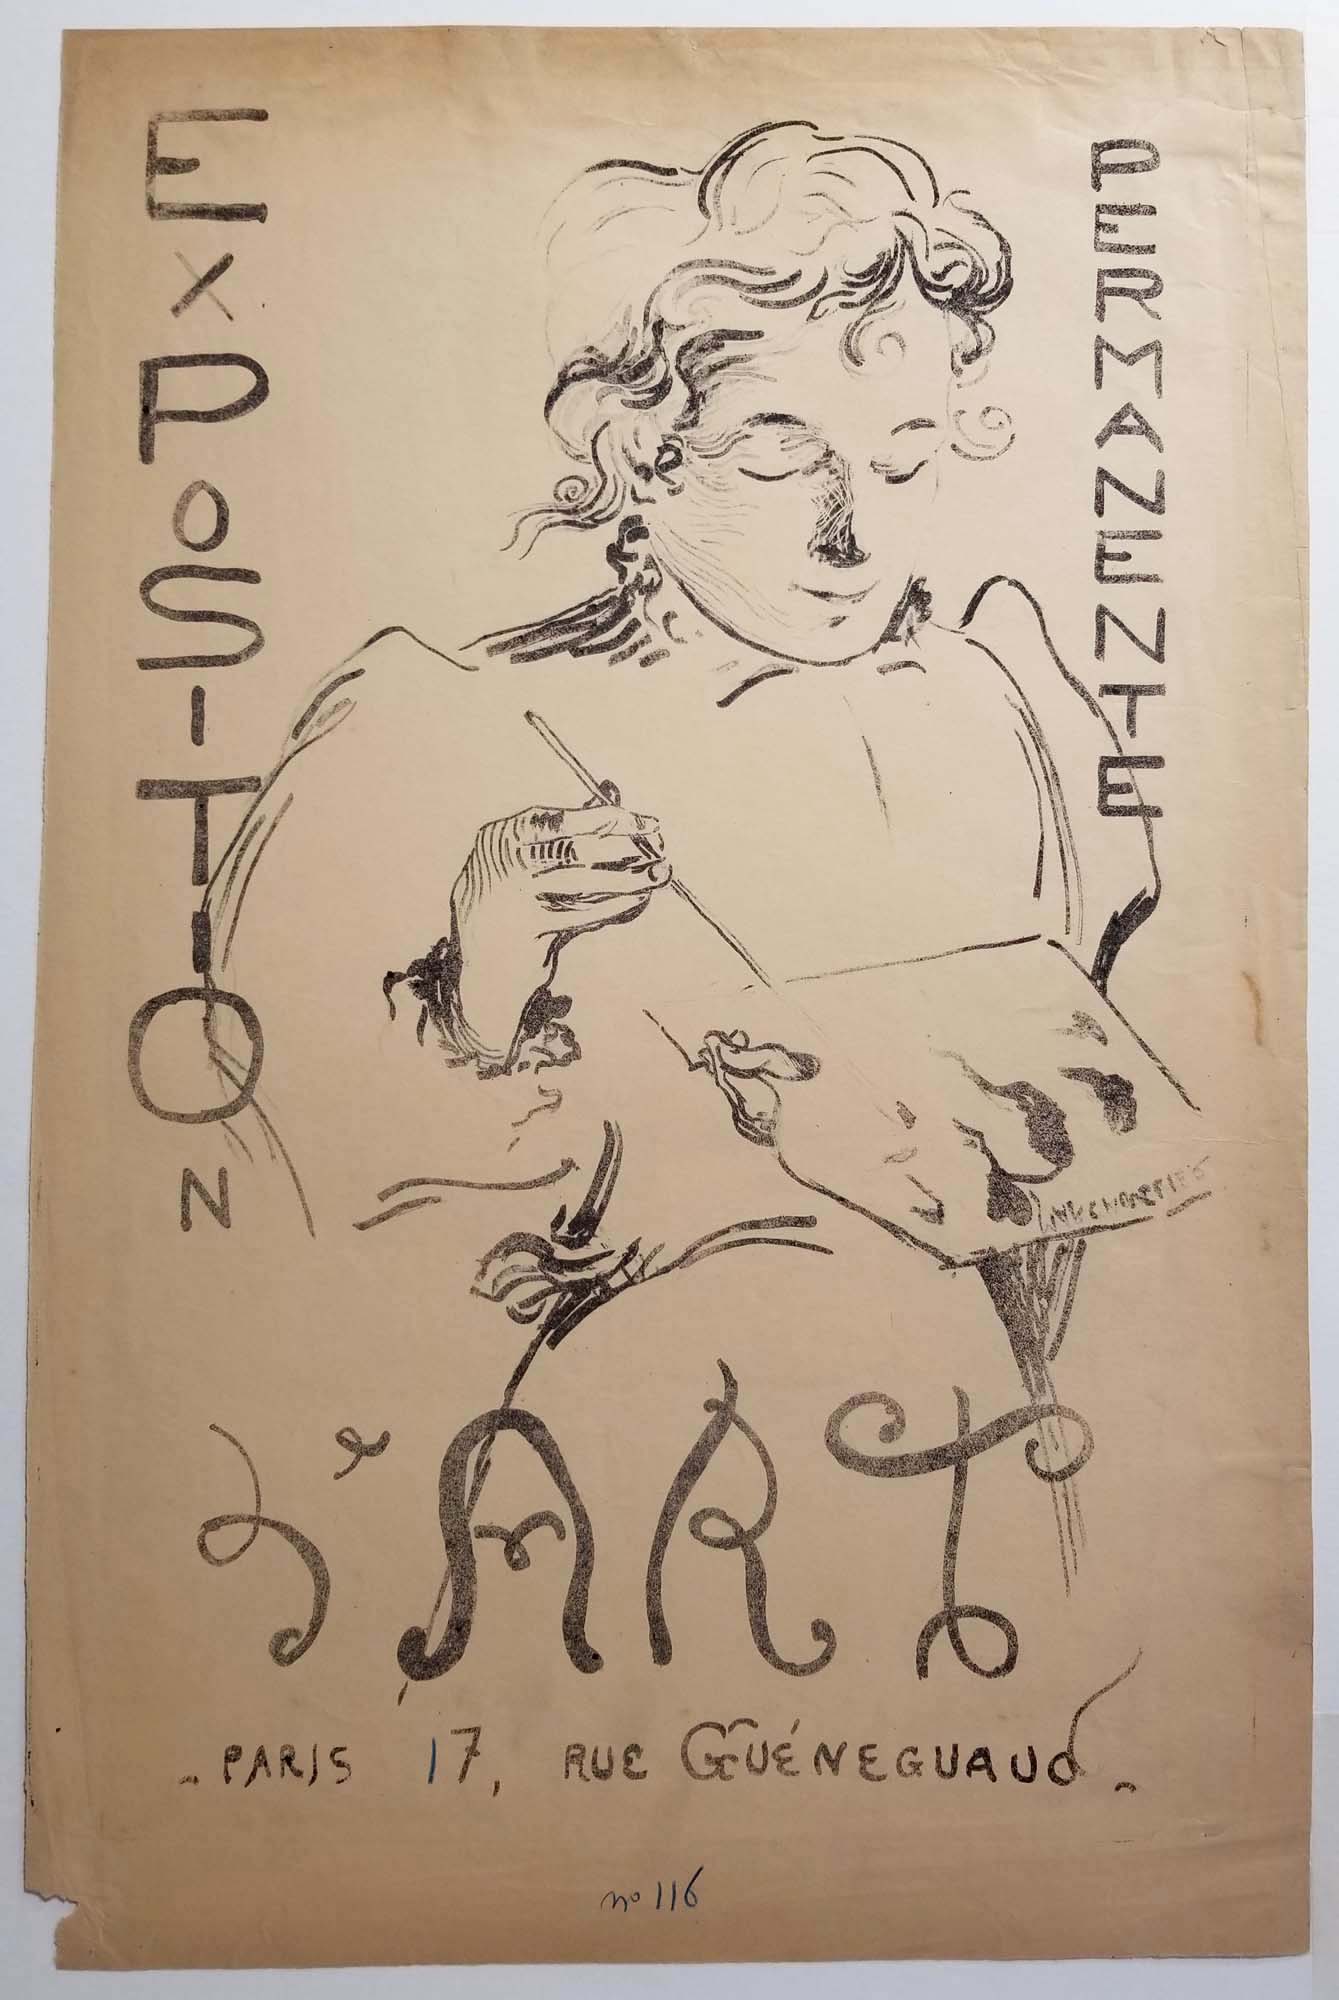 EXPOSITION
PERMANENTE
d'ART
- PARIS 17, RUE GUÉNEGUAUD -
no 116